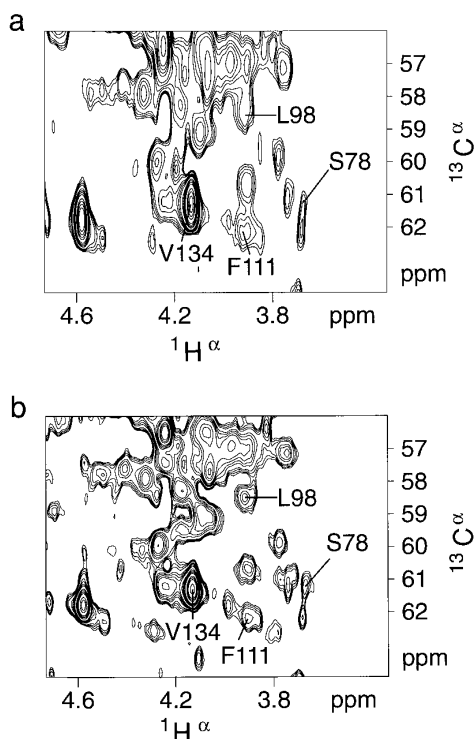 a
57
58
L98
59
S78
60
13Cα
61
V134
62
F111
ppm
4.6 4.2 3.8 ppm
1Hα
b
57
58
L98
59
S78
60
13Cα
61
62
V134
F111
ppm
4.6 4.2 3.8 ppm
1Hα